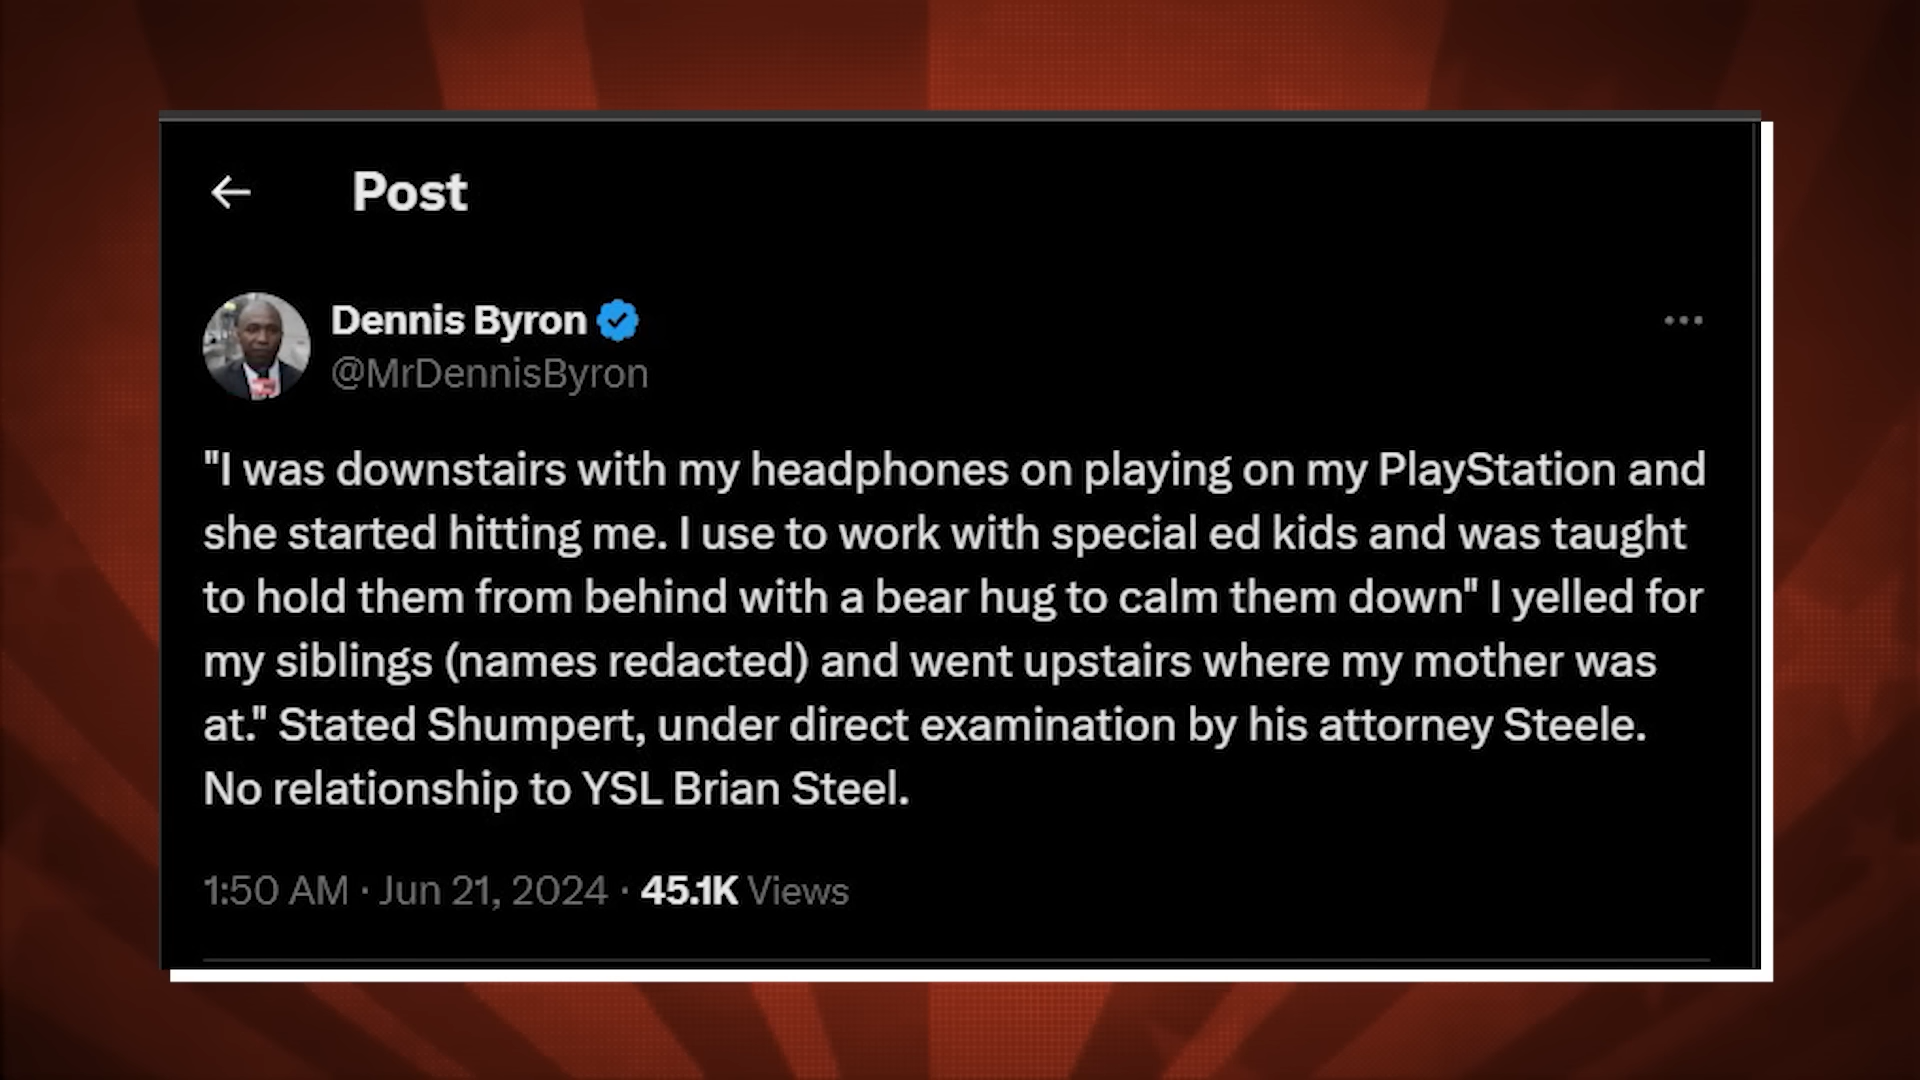 Post
Dennis Byron
@MrDennisByron
"I was downstairs with my headphones on playing on my PlayStation and
she started hitting me. I use to work with special ed kids and was taught
to hold them from behind with a bear hug to calm them down" I yelled for
my siblings (names redacted) and went upstairs where my mother was
at." Stated Shumpert, under direct examination by his attorney Steele.
No relationship to YSL Brian Steel.
1:50 AM · Jun 21, 2024 · 45.1K Views